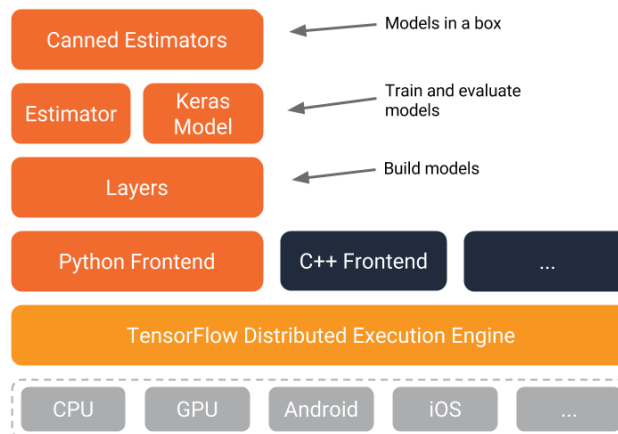 Canned Estimators
Models in a box
Estimator
Keras
Model
Train and evaluate
models
Layers
Build models
Python Frontend
C++ Frontend
...
TensorFlow Distributed Execution Engine
CPU
GPU
Android
iOS
...